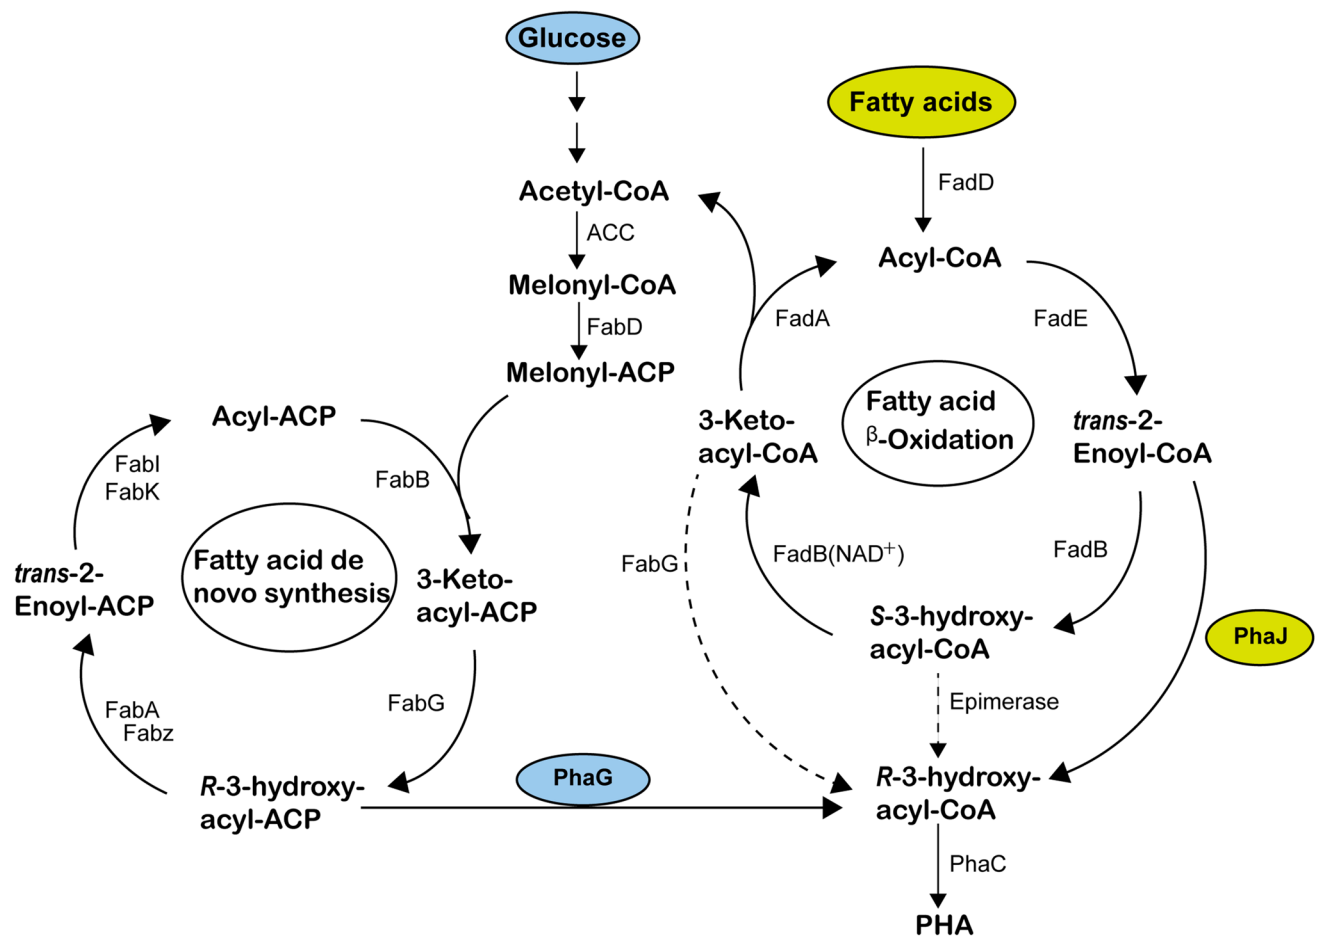 Glucose
Fatty acids
FadD
Acetyl-CoA
ACC
Acyl-CoA
Melonyl-CoA
FabD
FadA
FadE
Melonyl-ACP
Acyl-ACP
Fatty acid
β-Oxidation
3-Keto-
acyl-CoA
trans-2-
Enoyl-CoA
FabI
FabK
FabB
FabG
FadB(NAD+)
FadB
Fatty acid de
novo synthesis
trans-2-
Enoyl-ACP
3-Keto-
acyl-ACP
S-3-hydroxy-
acyl-CoA
PhaJ
FabA
Fabz
FabG
Epimerase
R-3-hydroxy-
acyl-ACP
PhaG
R-3-hydroxy-
acyl-CoA
PhaC
PHA